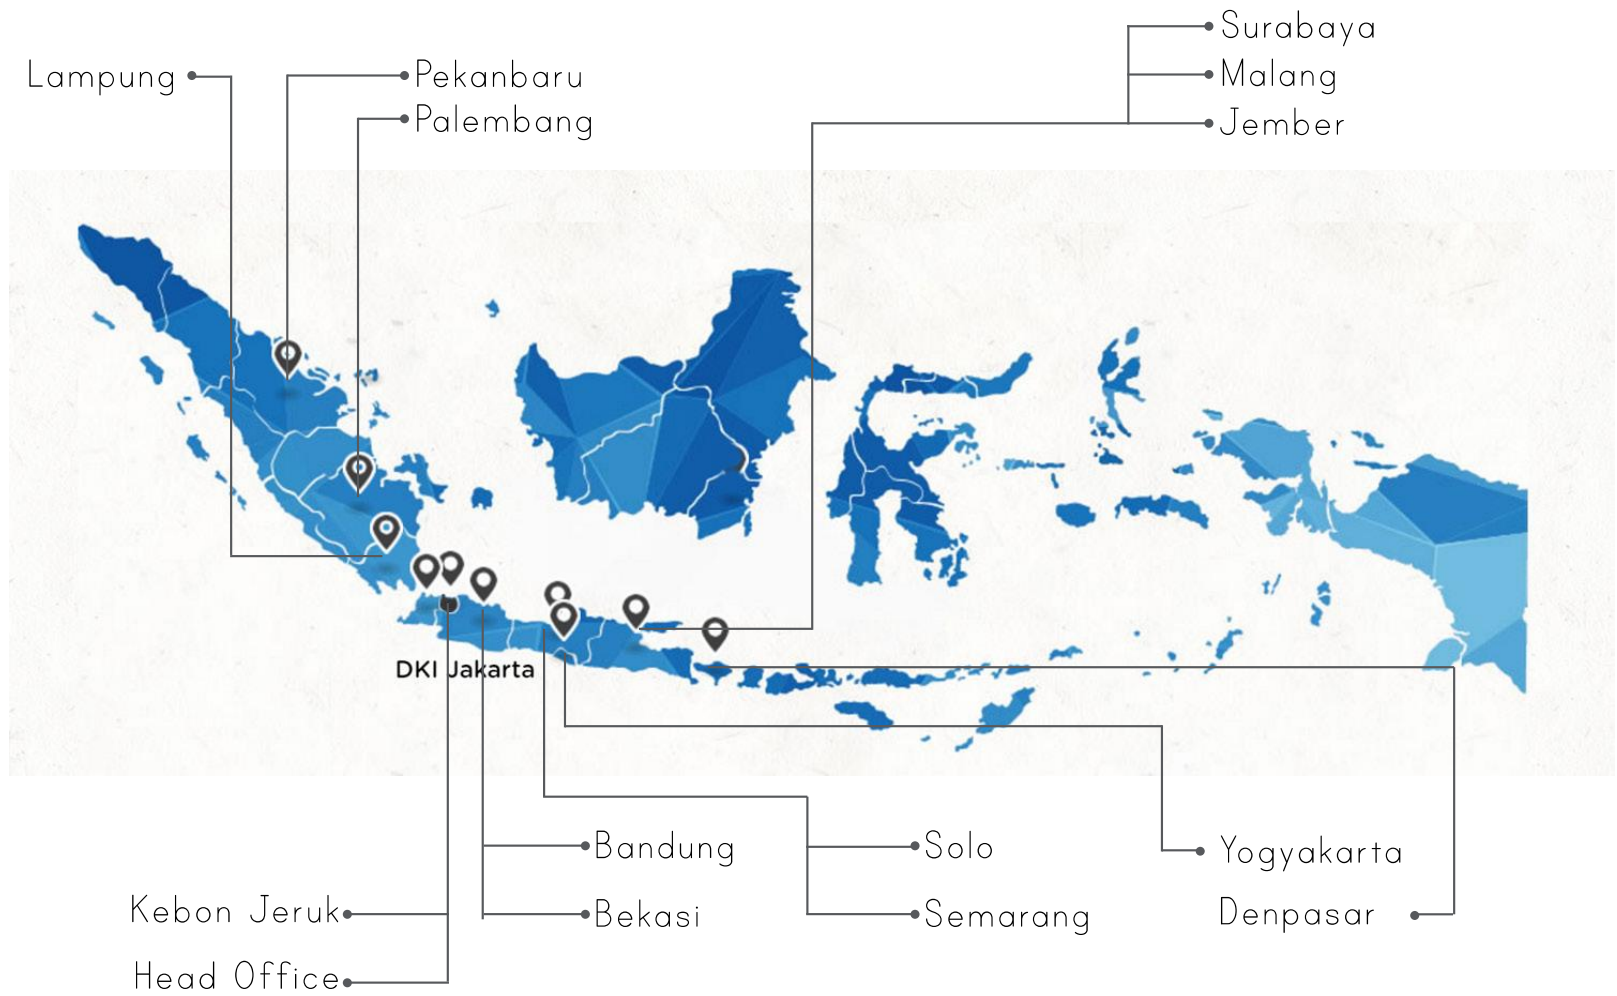 Surabaya
Lampung
Pekanbaru
Malang
Palembang
Jember
DKI Jakarta
Bandung
Solo
Yogyakarta
Kebon Jeruk
Bekasi
Semarang
Denpasar
Head Office